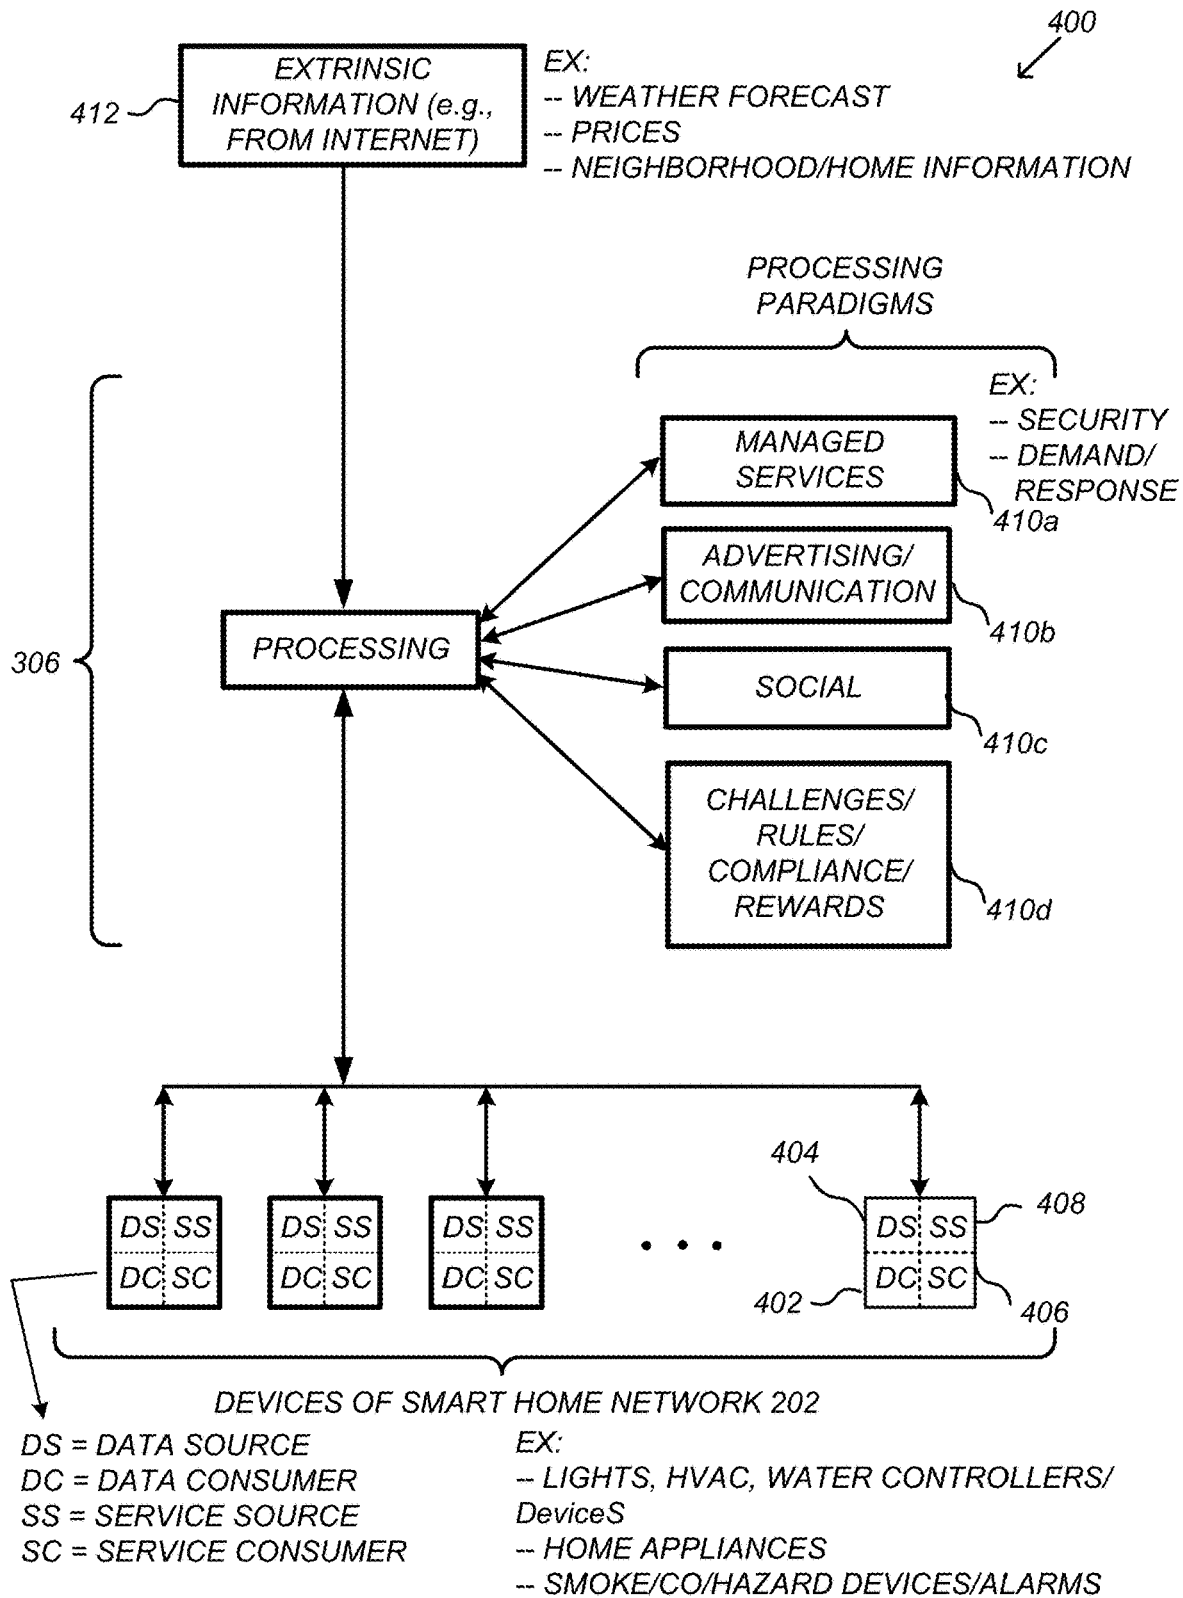 400
EXTRINSIC
INFORMATION (e.g.,
FROM INTERNET)
412
EX:
-- WEATHER FORECAST
-- PRICES
-- NEIGHBORHOOD/HOME INFORMATION
PROCESSING
PARADIGMS
EX:
-- SECURITY
-- DEMAND/
RESPONSE
MANAGED
SERVICES
410a
ADVERTISING/
COMMUNICATION
410b
PROCESSING
306
SOCIAL
410c
CHALLENGES/
RULES/
COMPLIANCE/
REWARDS
410d
404
408
DS SS
DC SC
DS SS
DC SC
DS SS
DC SC
. . .
DS SS
DC SC
402
406
DEVICES OF SMART HOME NETWORK 202
DS = DATA SOURCE
DC = DATA CONSUMER
SS = SERVICE SOURCE
SC = SERVICE CONSUMER
EX:
-- LIGHTS, HVAC, WATER CONTROLLERS/
DeviceS
-- HOME APPLIANCES
-- SMOKE/CO/HAZARD DEVICES/ALARMS